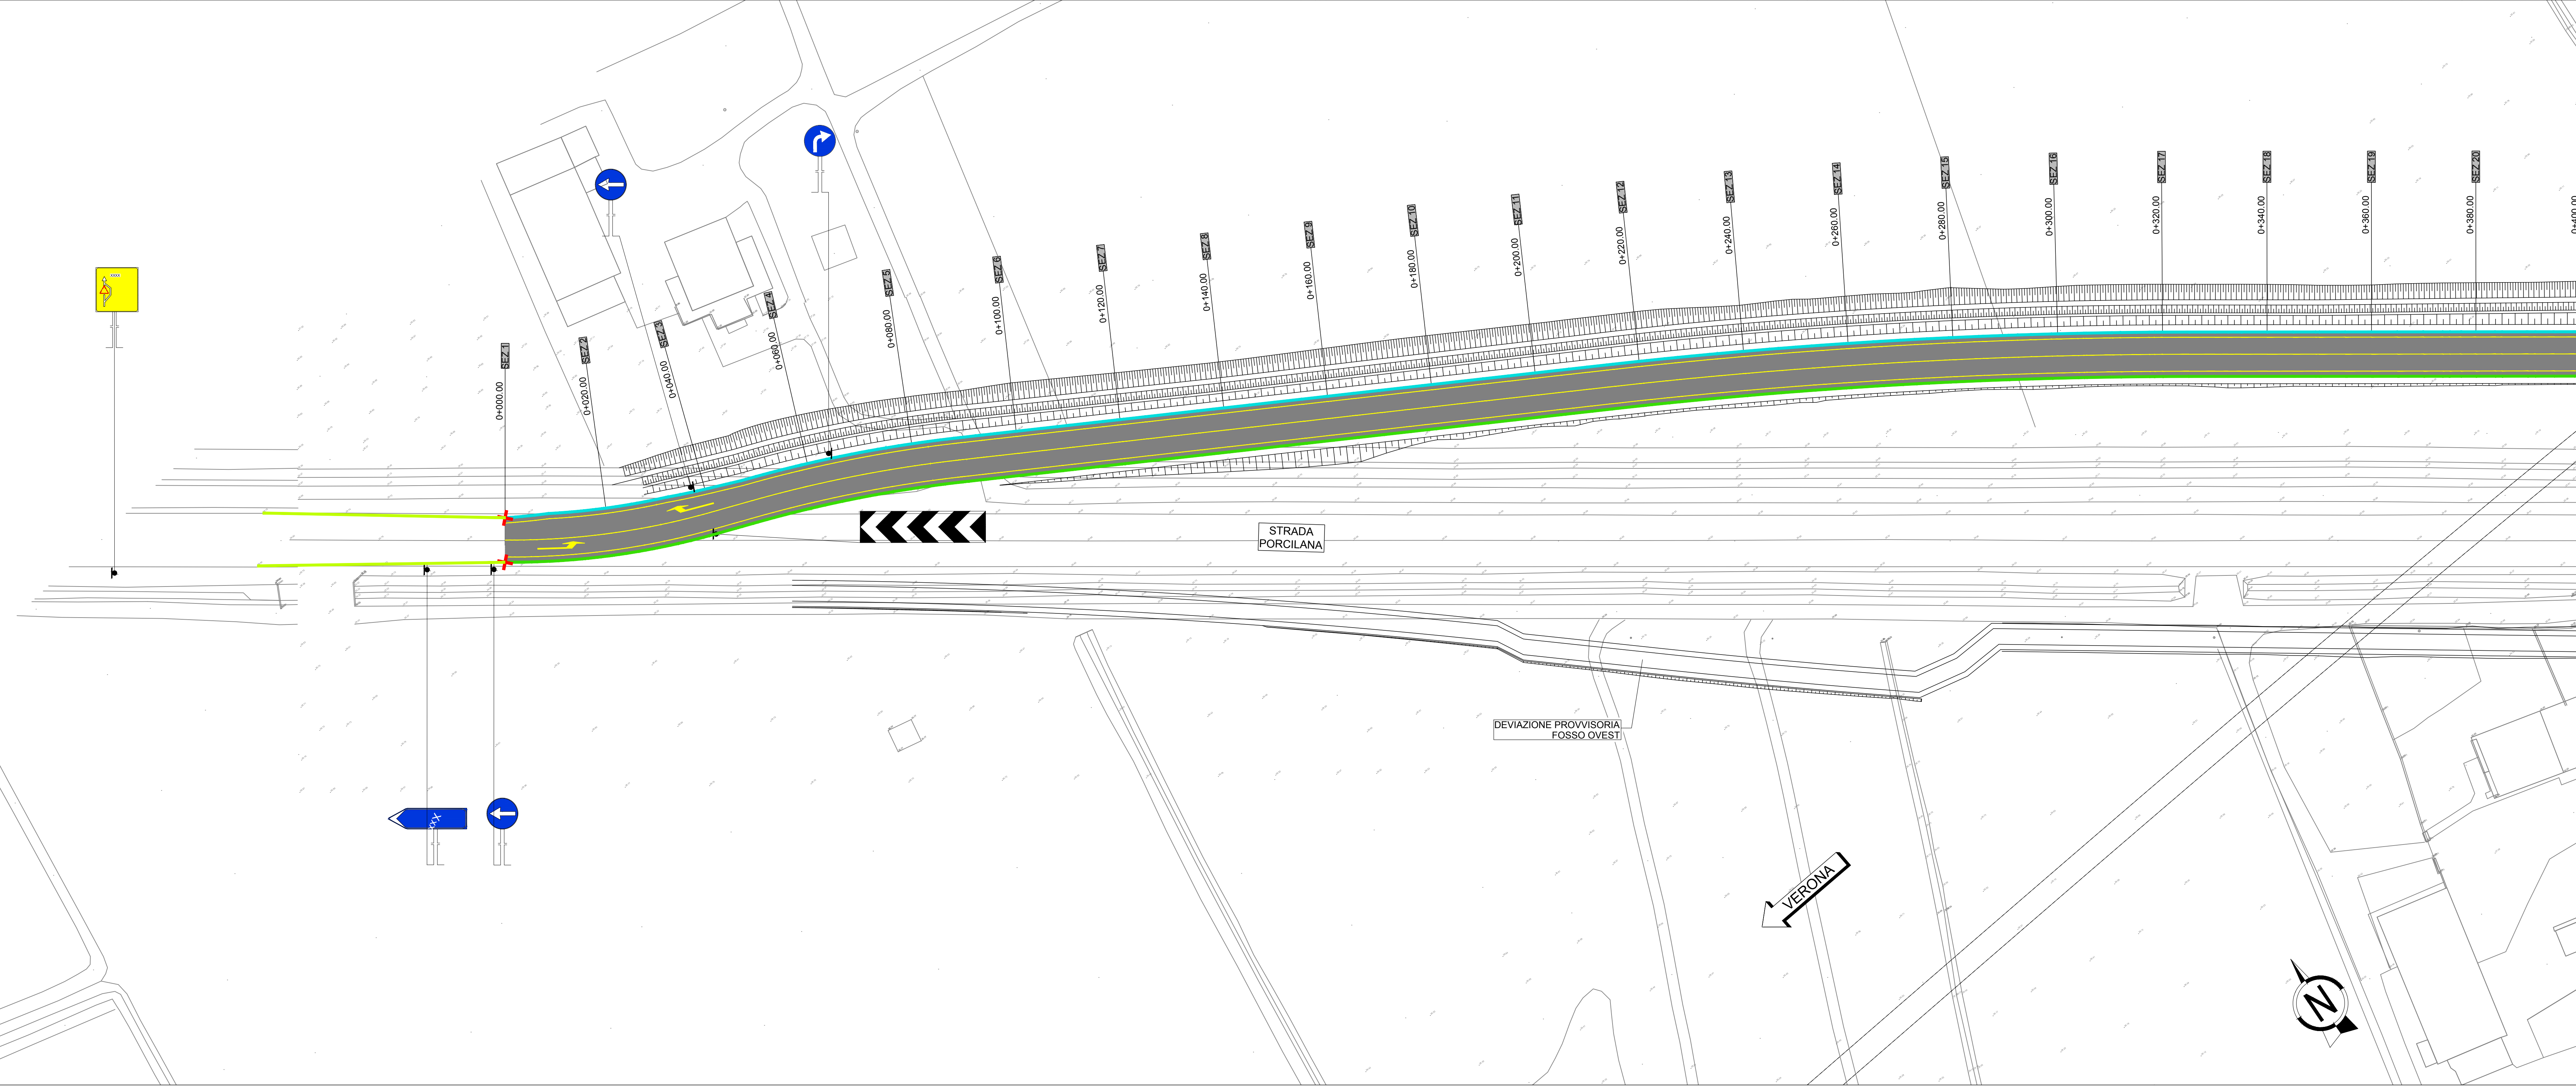 xxxx
SEZ 1
0+000.00
SEZ 2
0+020.00
SEZ 3
0+040.00
SEZ 4
0+060.00
SEZ 5
0+080.00
SEZ 6
0+100.00
SEZ 7
0+120.00
SEZ 8
0+140.00
SEZ 9
0+160.00
SEZ 10
0+180.00
SEZ 11
0+200.00
SEZ 12
0+220.00
SEZ 13
0+240.00
SEZ 14
0+260.00
SEZ 15
0+280.00
SEZ 16
0+300.00
SEZ 17
0+320.00
SEZ 18
0+340.00
SEZ 19
0+360.00
SEZ 20
0+380.00
STRADA
PORCILANA
DEVIAZIONE PROVVISORIA
FOSSO OVEST
VERONA
N